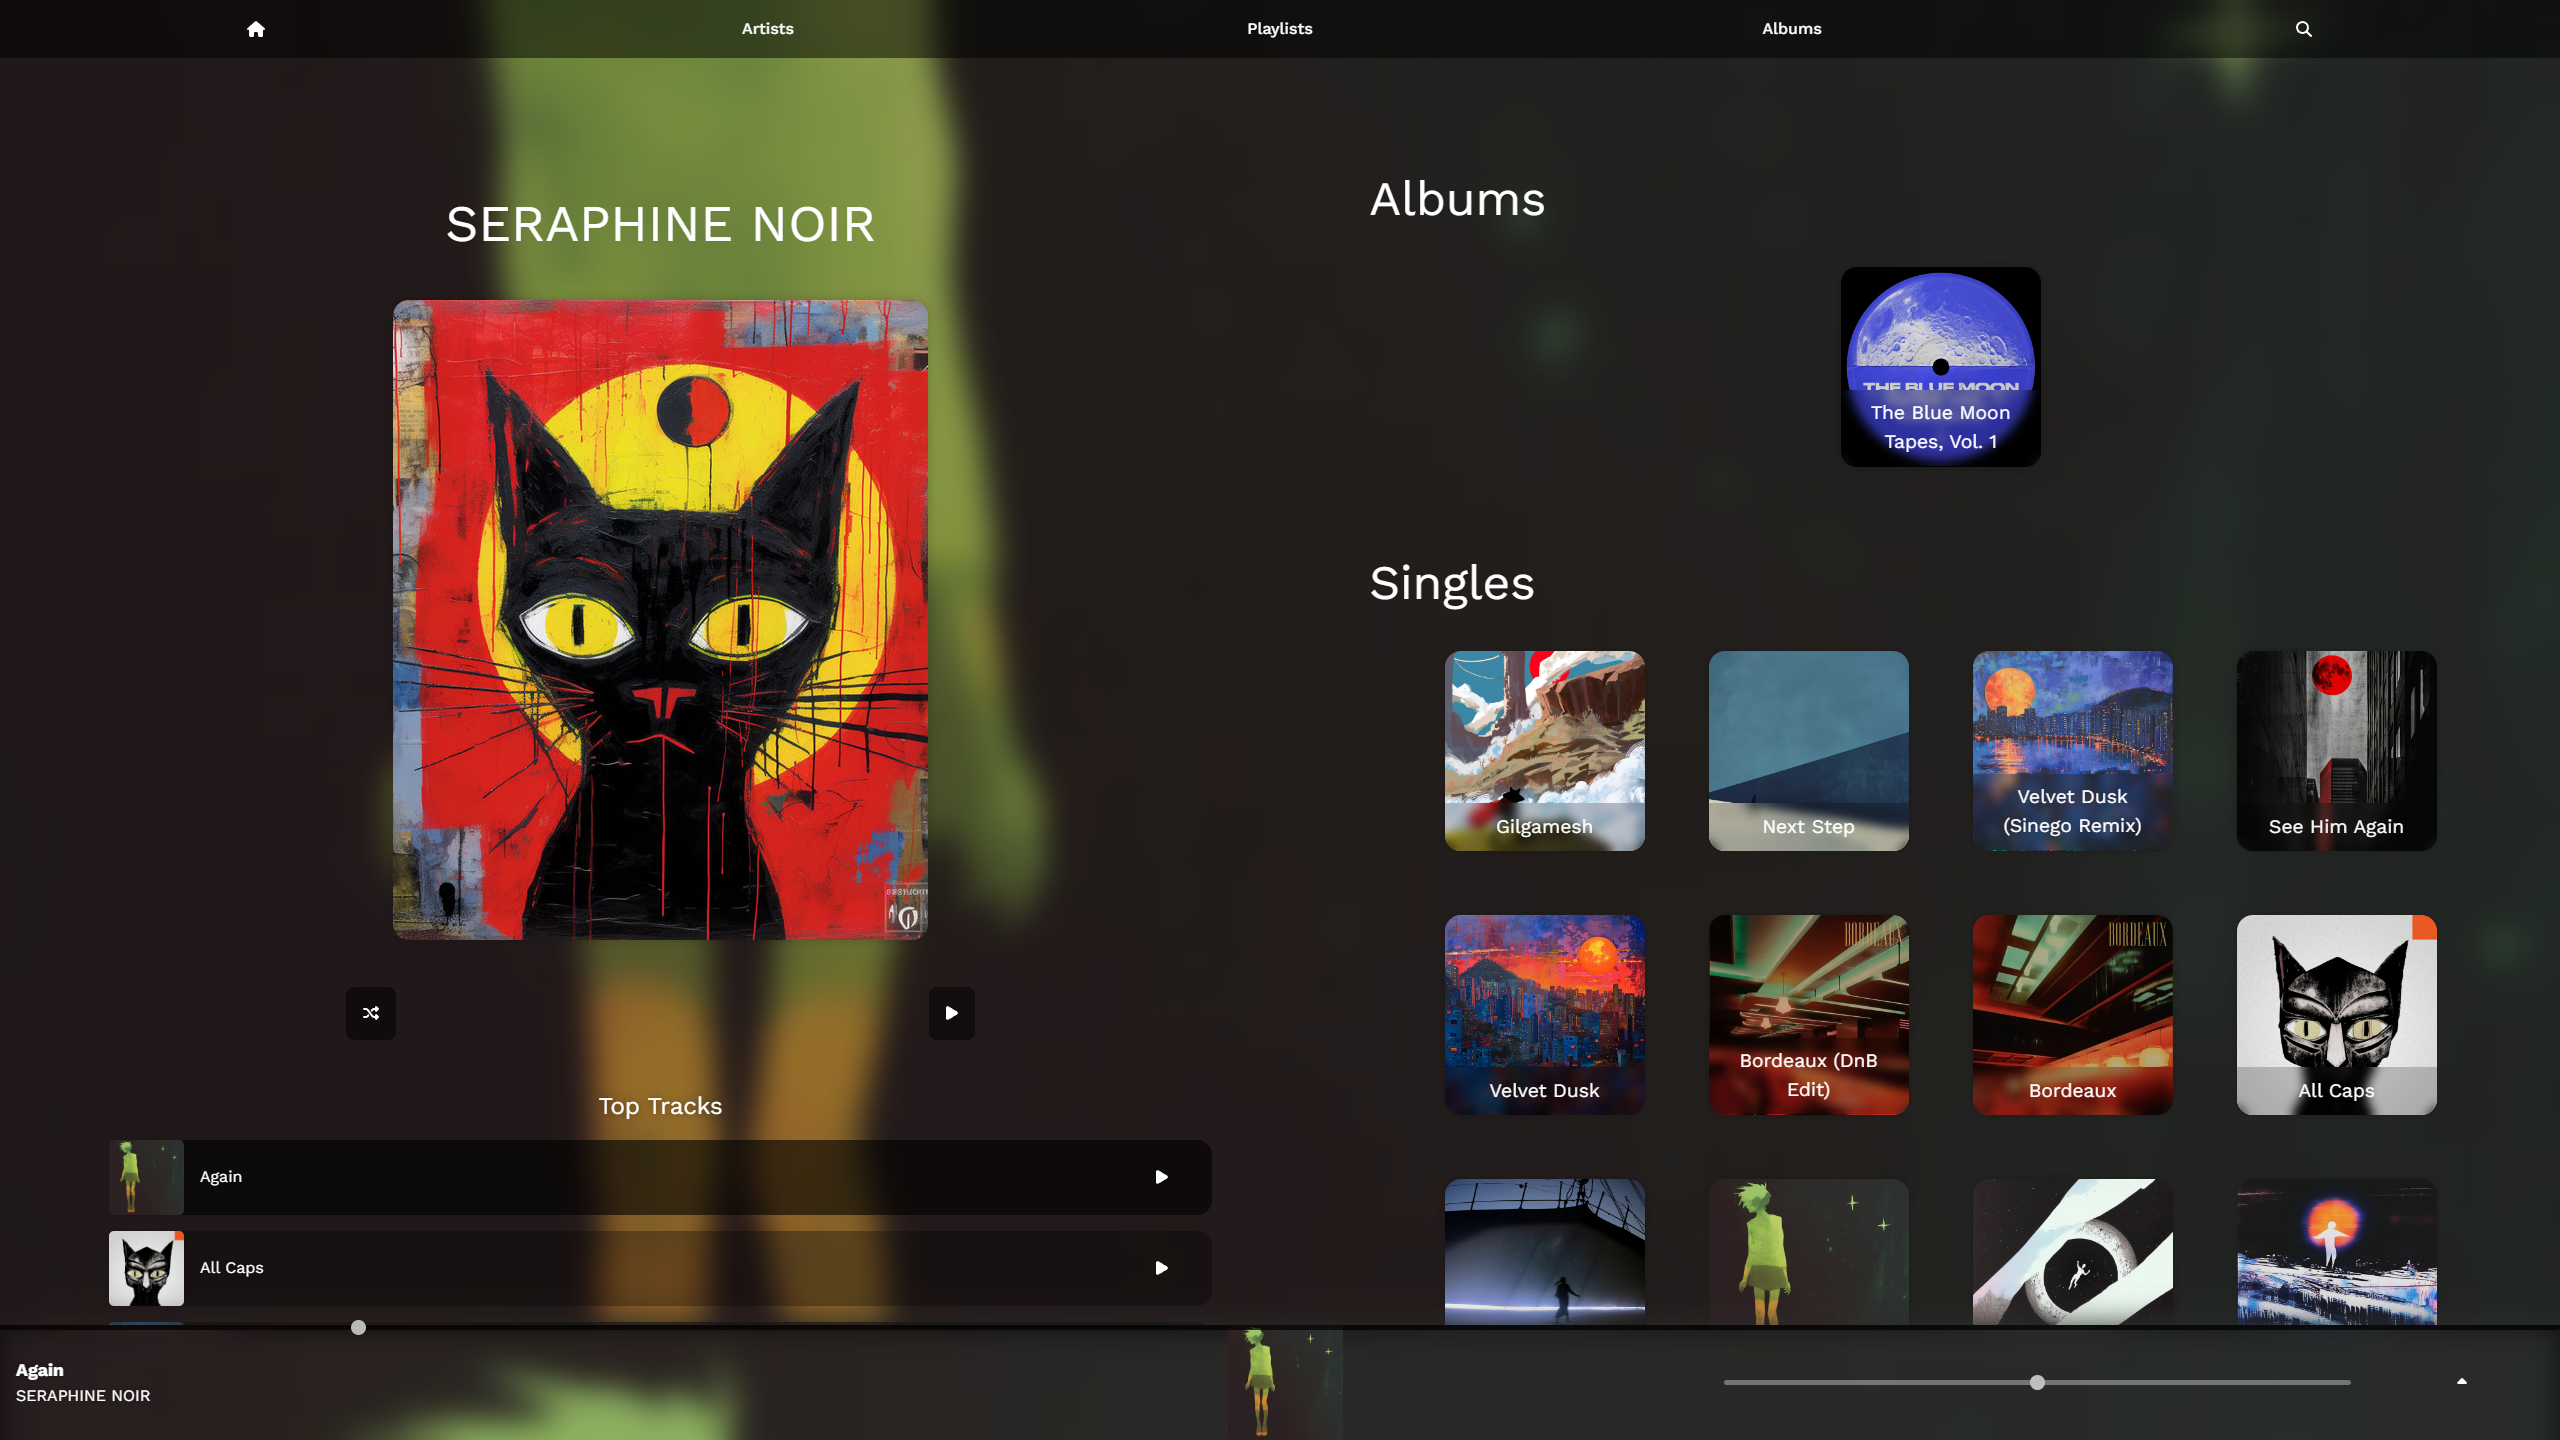 Artists
Playlists
Albums
SERAPHINE NOIR
Albums
THE BLUE MOON
The Blue Moon
Tapes, Vol. 1
Singles
Gilgamesh
Next Step
Velvet Dusk
(Sinego Remix)
See Him Again
Velvet Dusk
BORDEAUX
Bordeaux (DnB
Edit)
BORDEAUX
Bordeaux
All Caps
Top Tracks
Again
All Caps
Again
SERAPHINE NOIR